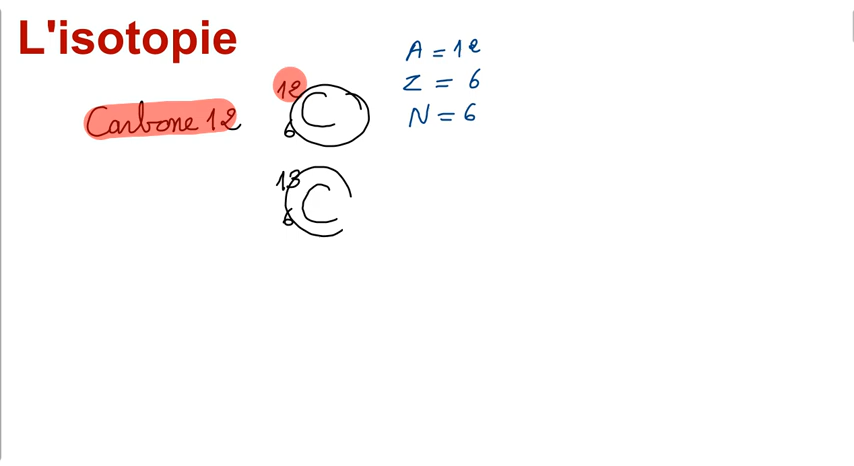 L'isotopie
A = 12
Z = 6
N = 6
Carbone 12
12
6 C
13
6 C